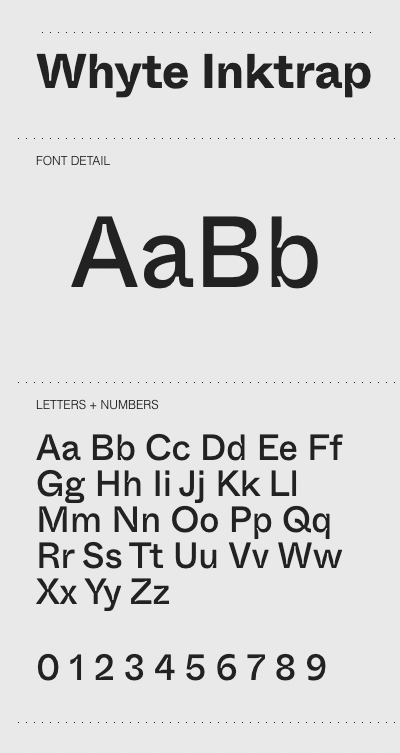 Whyte Inktrap
FONT DETAIL
AaBb
LETTERS + NUMBERS
Aa Bb Cc Dd Ee Ff
Gg Hh Ii Jj Kk Ll
Mm Nn Oo Pp Qq
Rr Ss Tt Uu Vv Ww
Xx Yy Zz
0 1 2 3 4 5 6 7 8 9